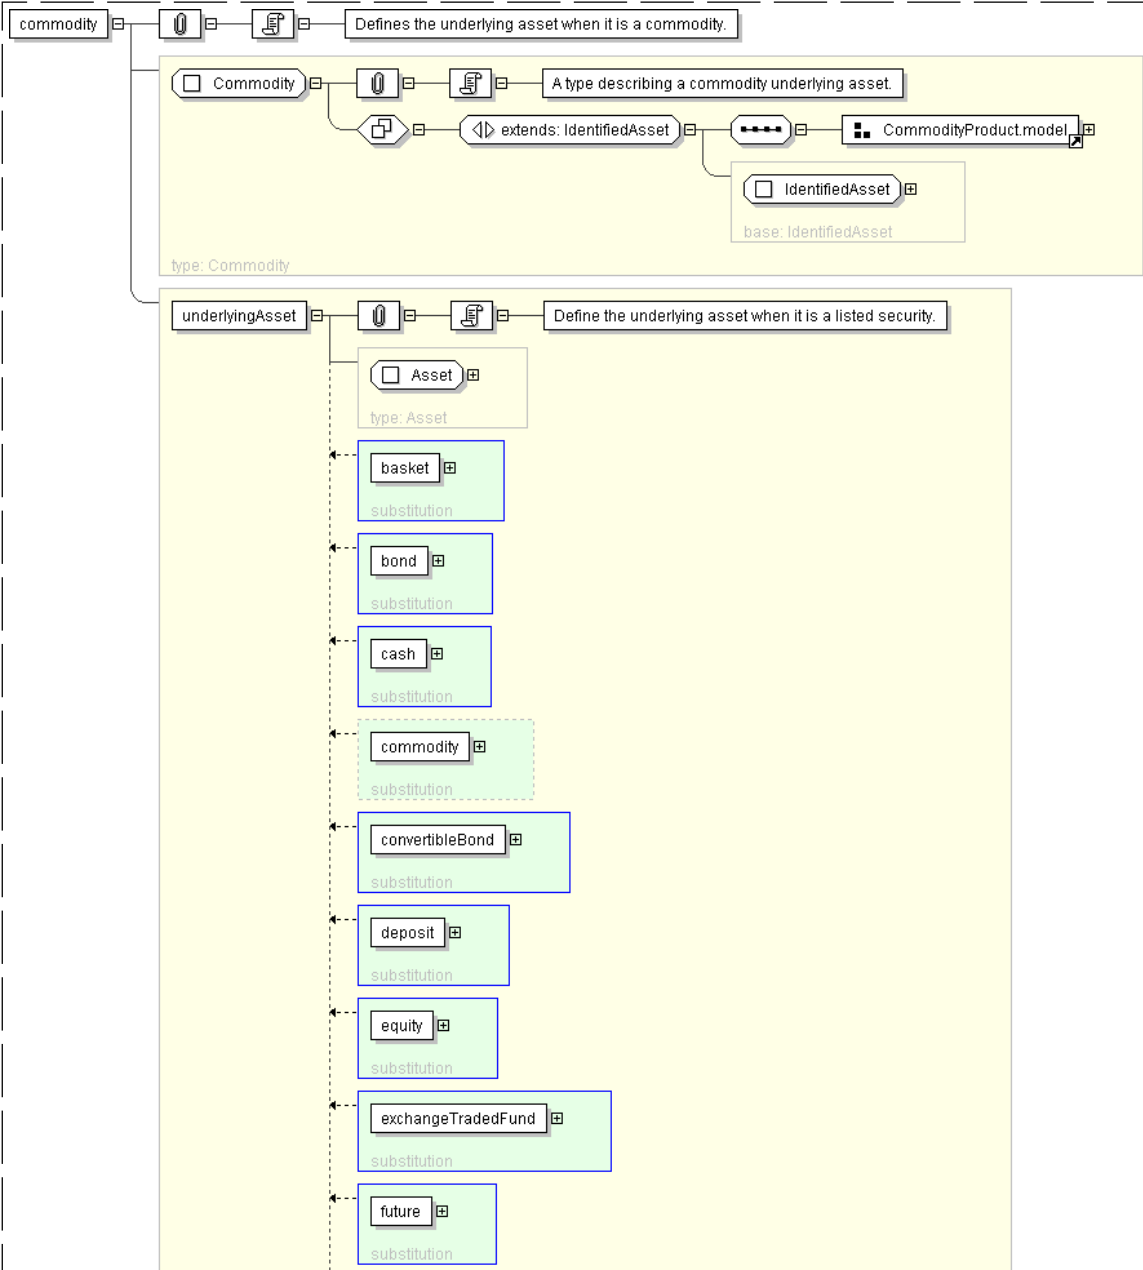 commodity
Defines the underlying asset when it is a commodity.
Commodity
A type describing a commodity underlying asset.
extends: IdentifiedAsset
CommodityProduct.model
IdentifiedAsset
base: IdentifiedAsset
type: Commodity
underlyingAsset
Define the underlying asset when it is a listed security.
Asset
type: Asset
basket
substitution
bond
substitution
cash
substitution
commodity
substitution
convertibleBond
substitution
deposit
substitution
equity
substitution
exchangeTradedFund
substitution
future
substitution